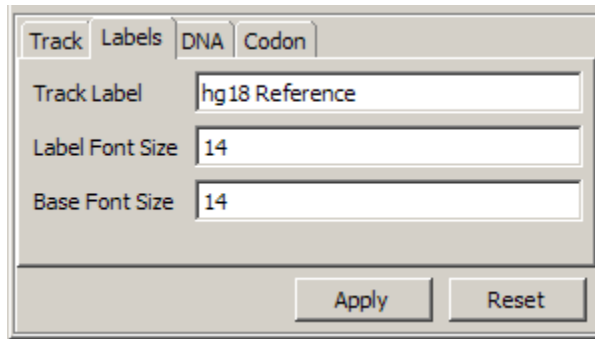 Track Labels DNA Codon
Track Label hg18 Reference
Label Font Size 14
Base Font Size 14
Apply Reset